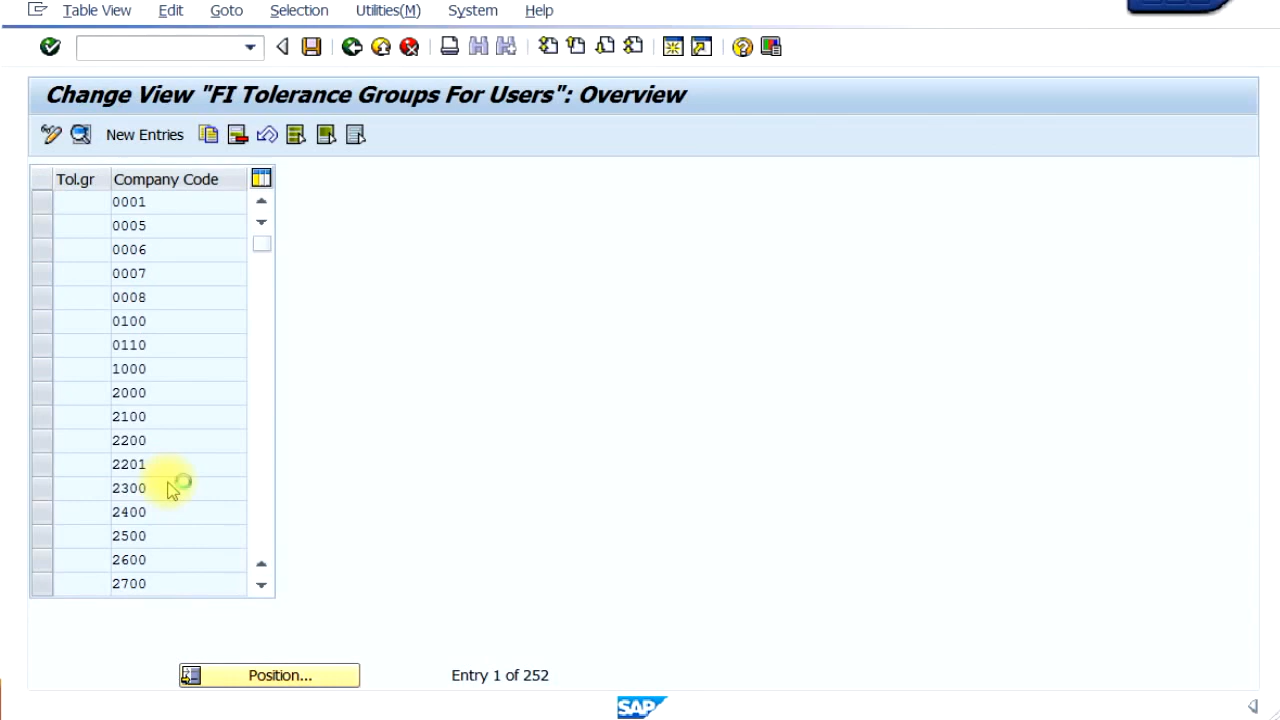 Table View Edit Goto Selection Utilities(M) System Help
Change View "FI Tolerance Groups For Users": Overview
New Entries
Tol.gr Company Code
0001
0005
0006
0007
0008
0100
0110
1000
2000
2100
2200
2201
2300
2400
2500
2600
2700
Position... Entry 1 of 252
SAP